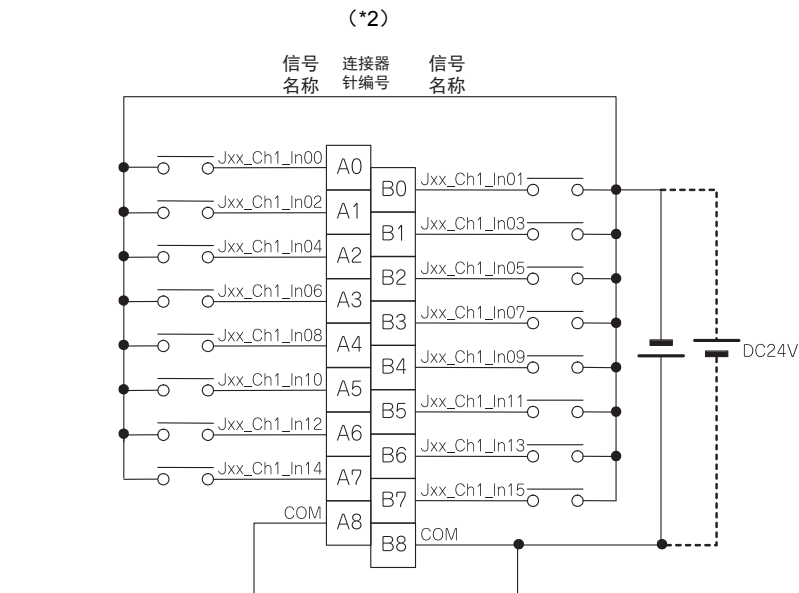 （*2）
信号 连接器 信号
名称 针编号 名称
Jxx_Ch1_In00 A0
B0 Jxx_Ch1_In01
Jxx_Ch1_In02 A1
B1 Jxx_Ch1_In03
Jxx_Ch1_In04 A2
B2 Jxx_Ch1_In05
Jxx_Ch1_In06 A3
B3 Jxx_Ch1_In07
Jxx_Ch1_In08 A4
DC24V
B4 Jxx_Ch1_In09
Jxx_Ch1_In10 A5
B5 Jxx_Ch1_In11
Jxx_Ch1_In12 A6
B6 Jxx_Ch1_In13
Jxx_Ch1_In14 A7
B7 Jxx_Ch1_In15
COM A8
B8 COM